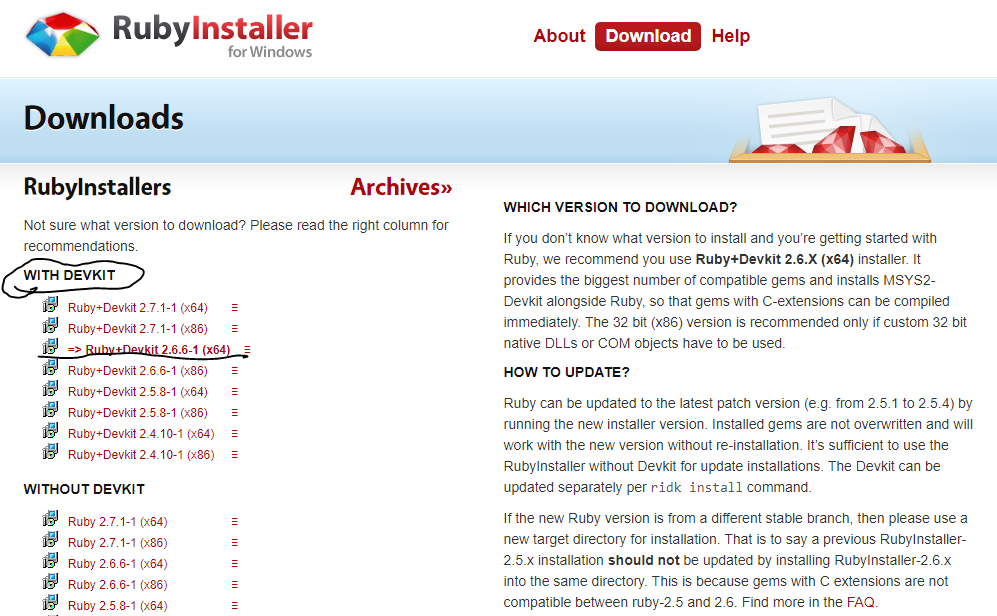 RubyInstaller
for Windows
About Download Help
Downloads
RubyInstallers Archives»
Not sure what version to download? Please read the right column for
recommendations.
WITH DEVKIT
Ruby+Devkit 2.7.1-1 (x64)
Ruby+Devkit 2.7.1-1 (x86)
=> Ruby+Devkit 2.6.6-1 (x64)
Ruby+Devkit 2.6.6-1 (x86)
Ruby+Devkit 2.5.8-1 (x64)
Ruby+Devkit 2.5.8-1 (x86)
Ruby+Devkit 2.4.10-1 (x64)
Ruby+Devkit 2.4.10-1 (x86)
WITHOUT DEVKIT
Ruby 2.7.1-1 (x64)
Ruby 2.7.1-1 (x86)
Ruby 2.6.6-1 (x64)
Ruby 2.6.6-1 (x86)
Ruby 2.5.8-1 (x64)
WHICH VERSION TO DOWNLOAD?
If you don’t know what version to install and you’re getting started with
Ruby, we recommend you use Ruby+Devkit 2.6.X (x64) installer. It
provides the biggest number of compatible gems and installs MSYS2-
Devkit alongside Ruby, so that gems with C-extensions can be compiled
immediately. The 32 bit (x86) version is recommended only if custom 32 bit
native DLLs or COM objects have to be used.
HOW TO UPDATE?
Ruby can be updated to the latest patch version (e.g. from 2.5.1 to 2.5.4) by
running the new installer version. Installed gems are not overwritten and will
work with the new version without re-installation. It’s sufficient to use the
RubyInstaller without Devkit for update installations. The Devkit can be
updated separately per ridk install command.
If the new Ruby version is from a different stable branch, then please use a
new target directory for installation. That is to say a previous RubyInstaller-
2.5.x installation should not be updated by installing RubyInstaller-2.6.x
into the same directory. This is because gems with C extensions are not
compatible between ruby-2.5 and 2.6. Find more in the FAQ.